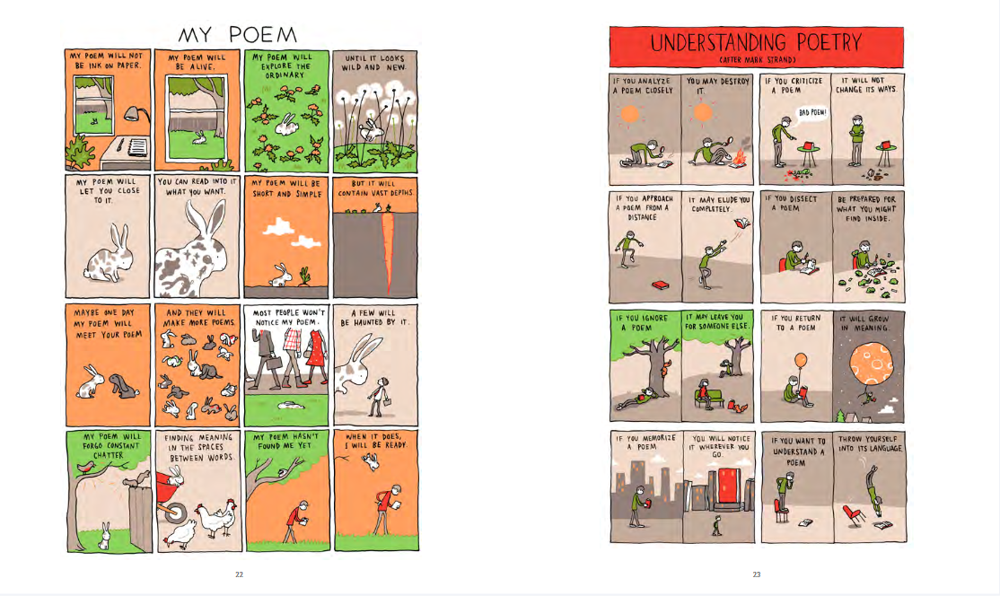 MY POEM
MY POEM WILL NOT
BE INK ON PAPER.
MY POEM WILL
BE ALIVE.
MY POEM WILL
EXPLORE THE
ORDINARY
UNTIL IT LOOKS
WILD AND NEW.
MY POEM WILL
LET YOU CLOSE
TO IT.
YOU CAN READ INTO IT
WHAT YOU WANT.
MY POEM WILL BE
SHORT AND SIMPLE
BUT IT WILL
CONTAIN VAST DEPTHS.
MAYBE ONE DAY
MY POEM WILL
MEET YOUR POEM
AND THEY WILL
MAKE MORE POEMS.
MOST PEOPLE WON'T
NOTICE MY POEM.
A FEW WILL
BE HAUNTED BY IT.
MY POEM WILL
FORGO CONSTANT
CHATTER
FINDING MEANING
IN THE SPACES
BETWEEN WORDS.
MY POEM HASN'T
FOUND ME YET.
WHEN IT DOES,
I WILL BE READY.
22
UNDERSTANDING POETRY
(AFTER MARK STRAND)
IF YOU ANALYZE
A POEM CLOSELY
YOU MAY DESTROY
IT.
IF YOU CRITICIZE
A POEM
BAD POEM!
IT WILL NOT
CHANGE ITS WAYS.
IF YOU APPROACH
A POEM FROM A
DISTANCE
IT MAY ELUDE YOU
COMPLETELY.
IF YOU DISSECT
A POEM
BE PREPARED FOR
WHAT YOU MIGHT
FIND INSIDE.
IF YOU IGNORE
A POEM
IT MAY LEAVE YOU
FOR SOMEONE ELSE.
IF YOU RETURN
TO A POEM
IT WILL GROW
IN MEANING.
IF YOU MEMORIZE
A POEM
YOU WILL NOTICE
IT WHEREVER YOU
GO.
IF YOU WANT TO
UNDERSTAND A
POEM
THROW YOURSELF
INTO ITS LANGUAGE.
23